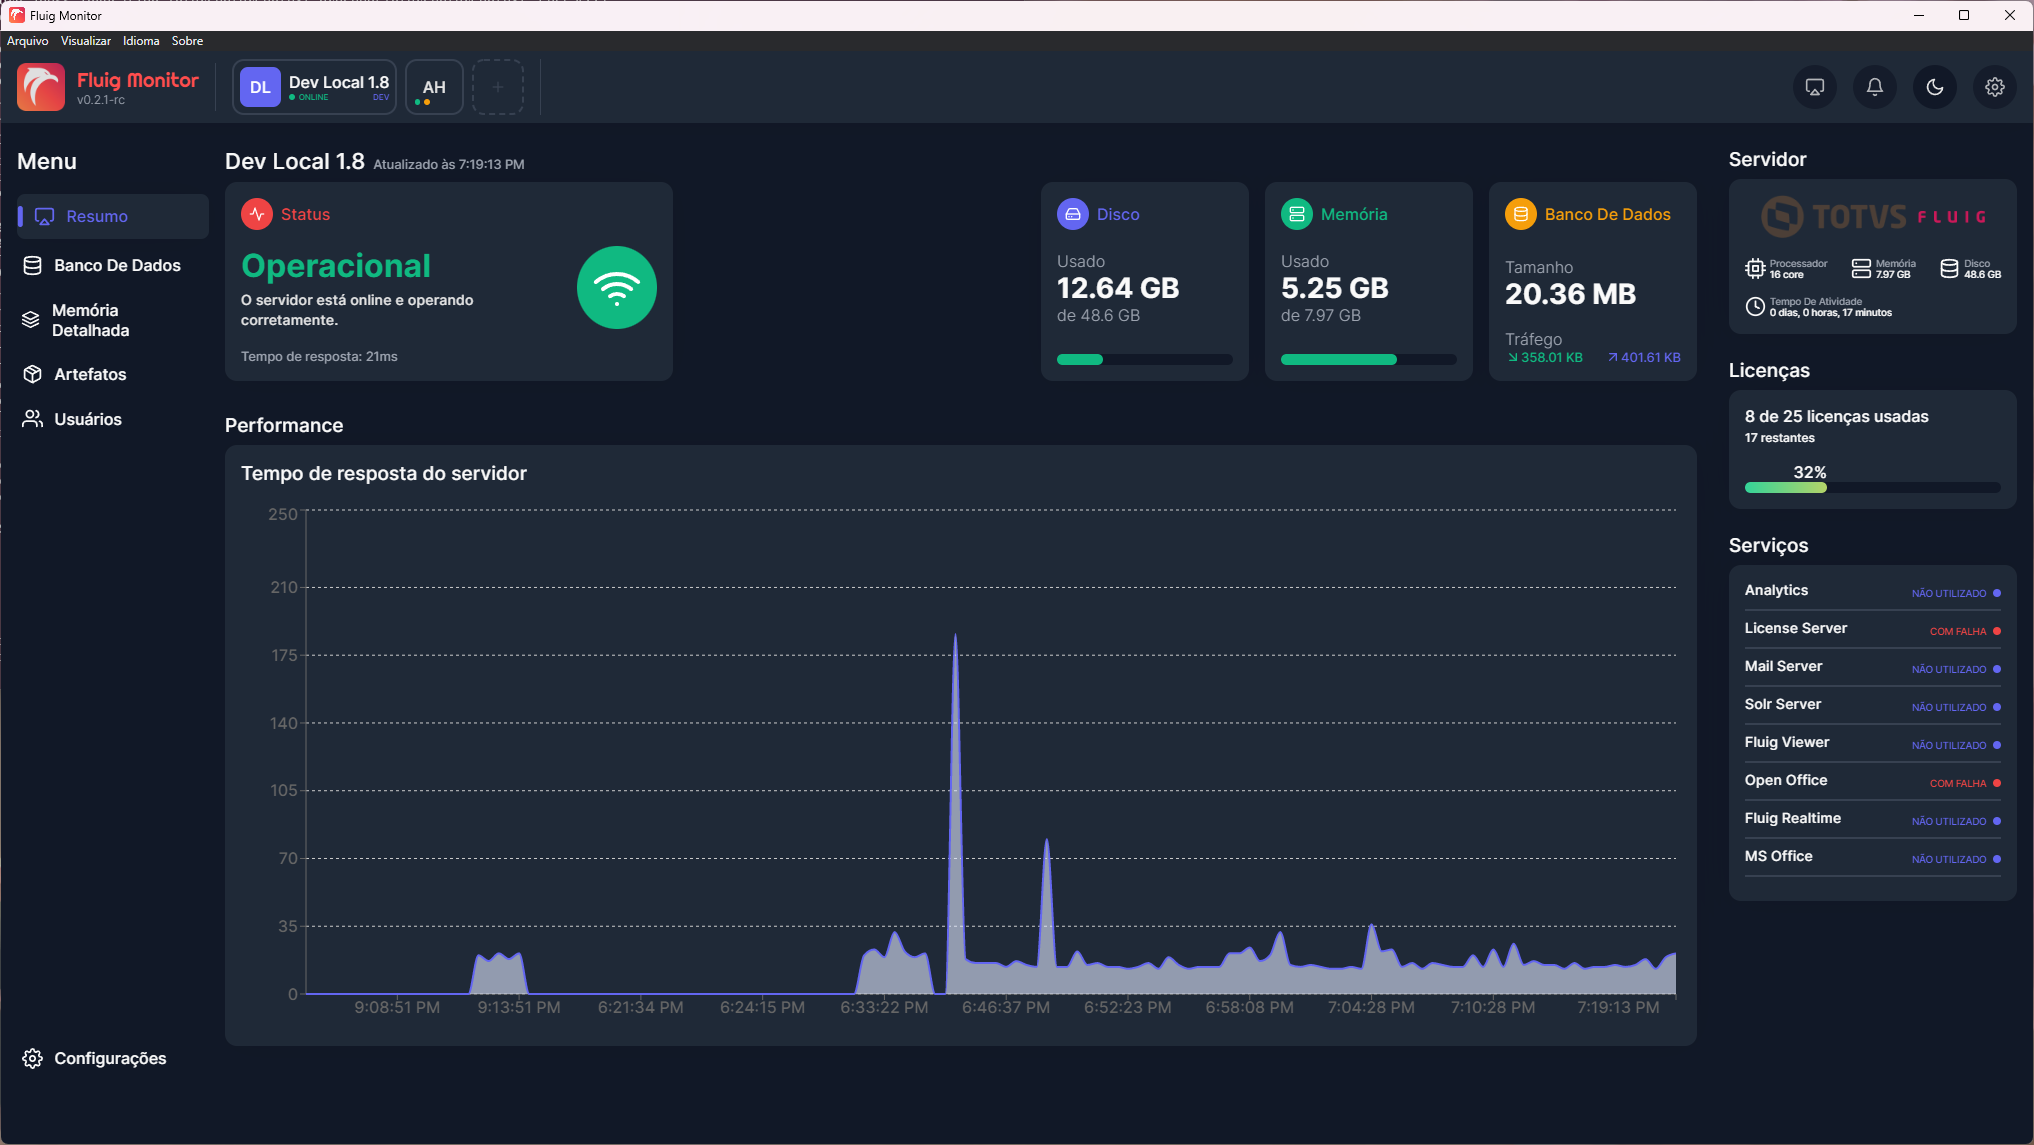 Fluig Monitor
Arquivo Visualizar Idioma Sobre
Fluig Monitor
v0.2.1-rc
DL
Dev Local 1.8
ONLINE
DEV
AH
+
Menu
Resumo
Banco De Dados
Memória
Detalhada
Artefatos
Usuários
Configurações
Dev Local 1.8 Atualizado às 7:19:13 PM
Status
Operacional
O servidor está online e operando
corretamente.
Tempo de resposta: 21ms
Disco
Usado
12.64 GB
de 48.6 GB
Memória
Usado
5.25 GB
de 7.97 GB
Banco De Dados
Tamanho
20.36 MB
Tráfego
358.01 KB 401.61 KB
Performance
Tempo de resposta do servidor
250
210
175
140
105
70
35
0
9:08:51 PM 9:13:51 PM 6:21:34 PM 6:24:15 PM 6:33:22 PM 6:46:37 PM 6:52:23 PM 6:58:08 PM 7:04:28 PM 7:10:28 PM 7:19:13 PM
Servidor
TOTVS FLUIG
Processador
16 core
Memória
7.97 GB
Disco
48.6 GB
Tempo De Atividade
0 dias, 0 horas, 17 minutos
Licenças
8 de 25 licenças usadas
17 restantes
32%
Serviços
Analytics NÃO UTILIZADO
License Server COM FALHA
Mail Server NÃO UTILIZADO
Solr Server NÃO UTILIZADO
Fluig Viewer NÃO UTILIZADO
Open Office COM FALHA
Fluig Realtime NÃO UTILIZADO
MS Office NÃO UTILIZADO